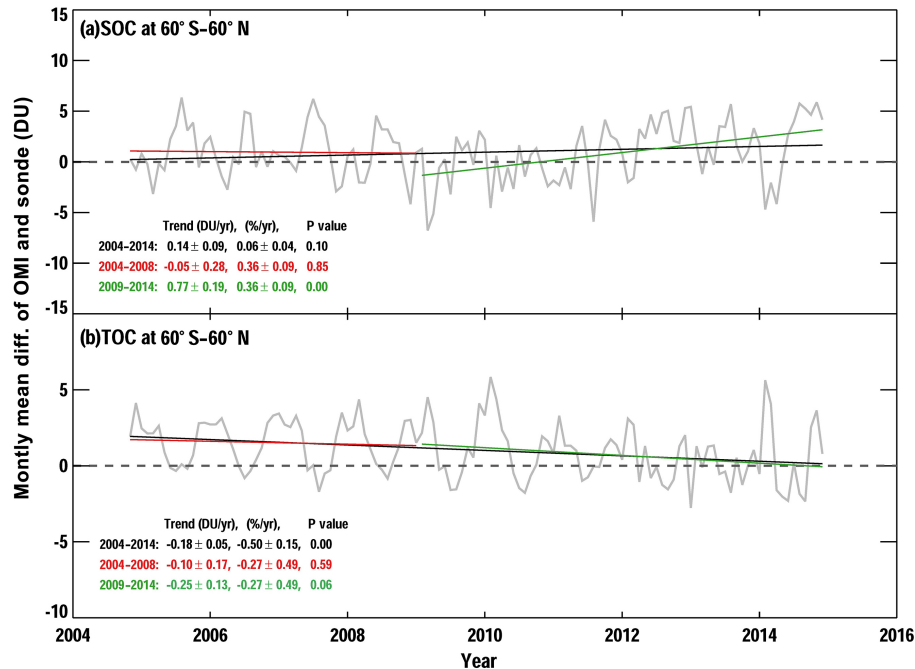 Montly mean diff. of OMI and sonde (DU)
(a)SOC at 60° S–60° N
15
10
5
0
-5
-10
-15
Trend (DU/yr), (%/yr), P value
2004–2014: 0.14 ± 0.09, 0.06 ± 0.04, 0.10
2004–2008: -0.05 ± 0.28, 0.36 ± 0.09, 0.85
2009–2014: 0.77 ± 0.19, 0.36 ± 0.09, 0.00
(b)TOC at 60° S–60° N
5
0
-5
-10
Trend (DU/yr), (%/yr), P value
2004–2014: -0.18 ± 0.05, -0.50 ± 0.15, 0.00
2004–2008: -0.10 ± 0.17, -0.27 ± 0.49, 0.59
2009–2014: -0.25 ± 0.13, -0.27 ± 0.49, 0.06
2004 2006 2008 2010 2012 2014 2016
Year